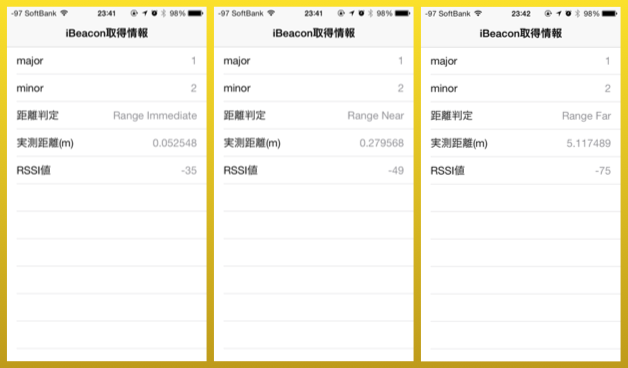 -97 SoftBank 23:41 98%
iBeacon取得情報
major 1
minor 2
距離判定 Range Immediate
実測距離(m) 0.052548
RSSI値 -35
-97 SoftBank 23:41 98%
iBeacon取得情報
major 1
minor 2
距離判定 Range Near
実測距離(m) 0.279568
RSSI値 -49
-97 SoftBank 23:42 98%
iBeacon取得情報
major 1
minor 2
距離判定 Range Far
実測距離(m) 5.117489
RSSI値 -75